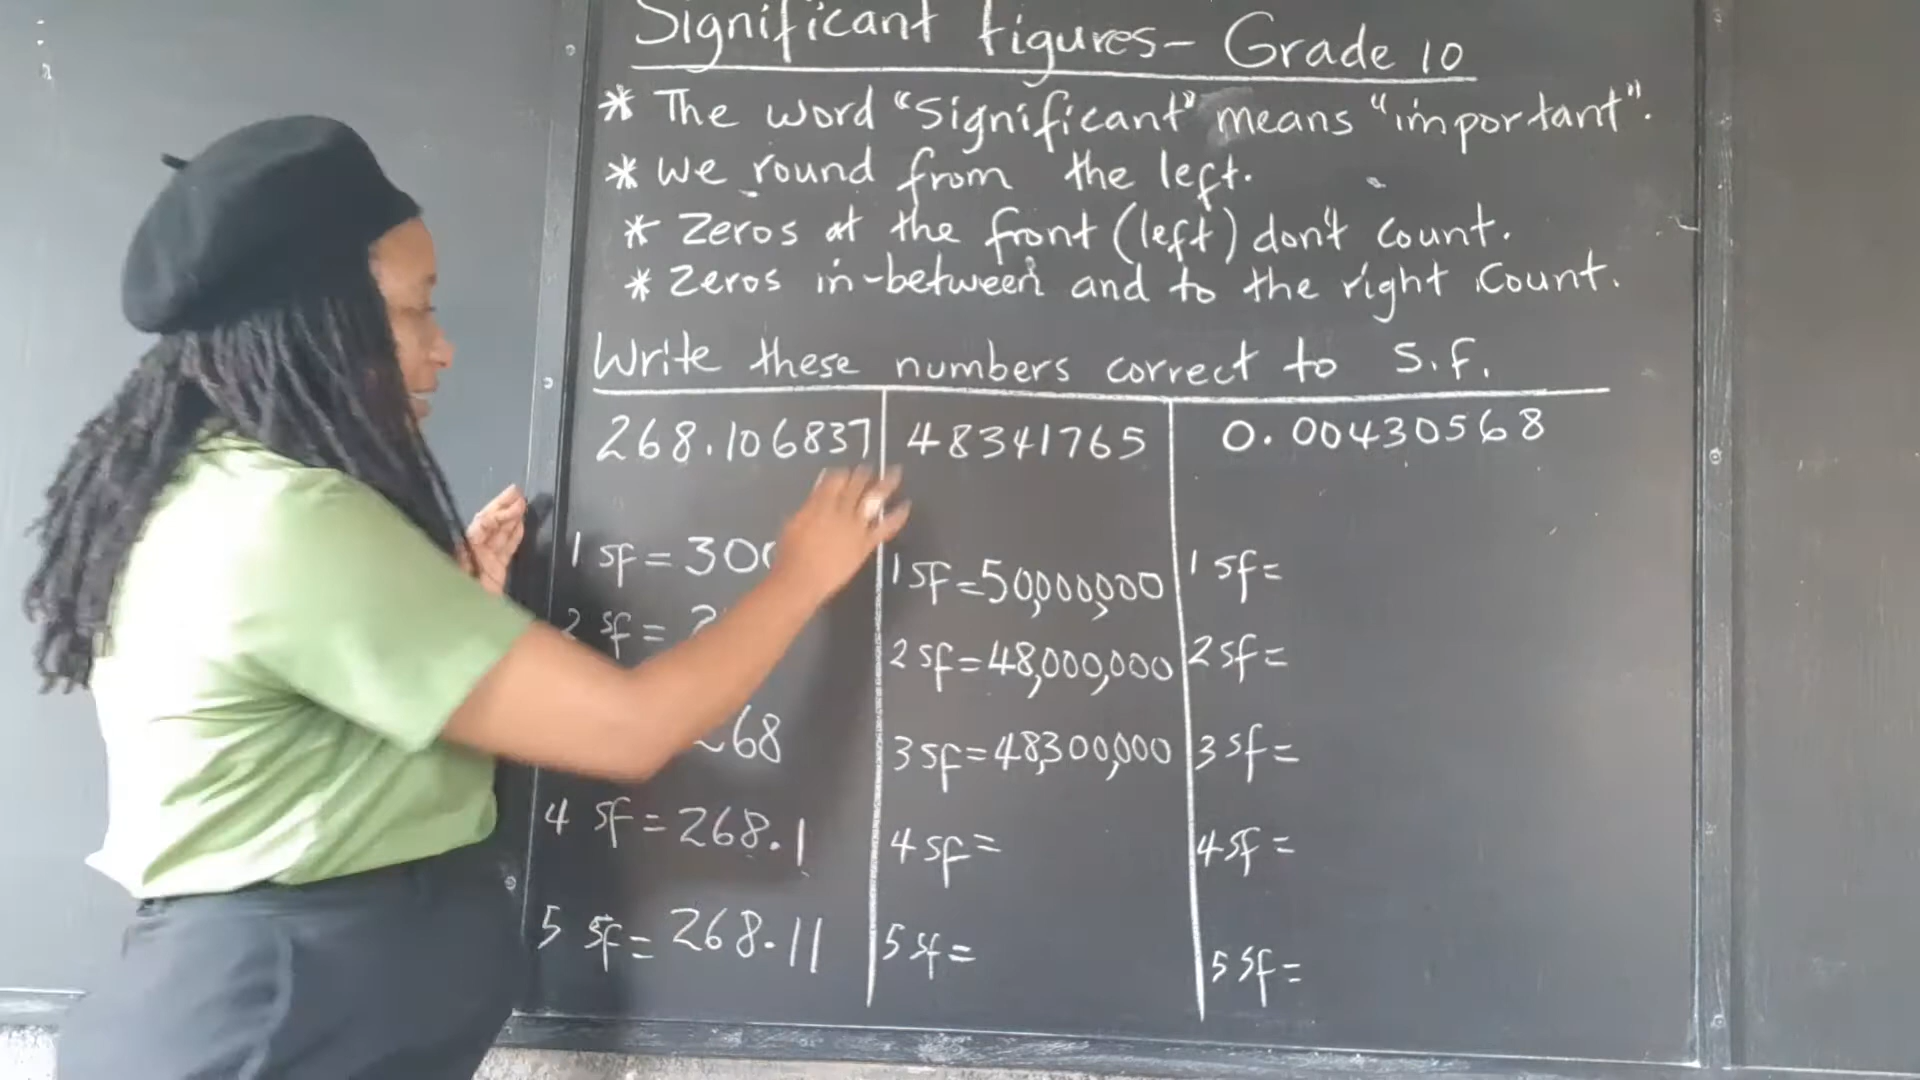 Significant figures - Grade 10
* The word "Significant" means "important".
* We round from the left.
* Zeros at the front (left) don't count.
* Zeros in-between and to the right count.
Write these numbers correct to s.f.
268.106837
1 sf = 300
2 sf =
68
4 sf = 268.1
5 sf = 268.11
48341765
1 sf = 50,000,000
2 sf = 48,000,000
3 sf = 48,300,000
4 sf =
5 sf =
0.00430568
1 sf =
2 sf =
3 sf =
4 sf =
5 sf =